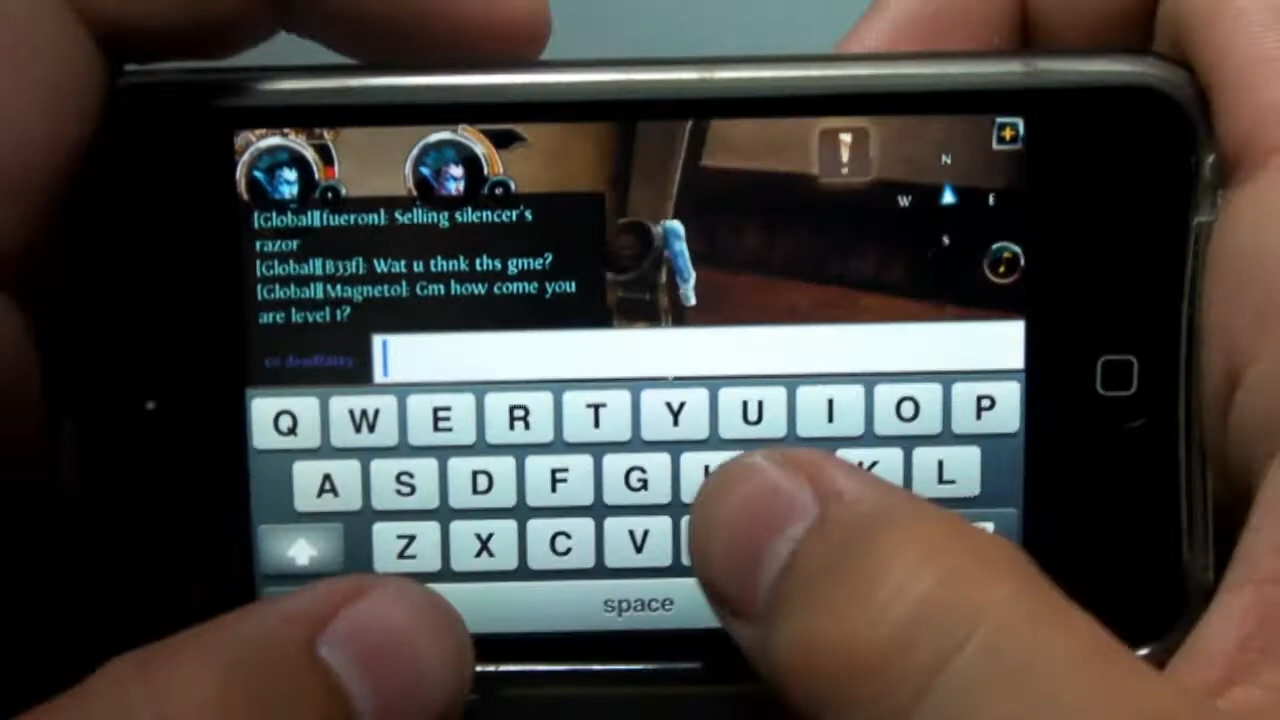 N
W E
S
[Global][fueron]: Selling silencer's
razor
[Global][B33f]: Wat u thnk ths gme?
[Global][Magneto]: Gm how come you
are level 1?
Q W E R T Y U I O P
A S D F G K L
Z X C V
space